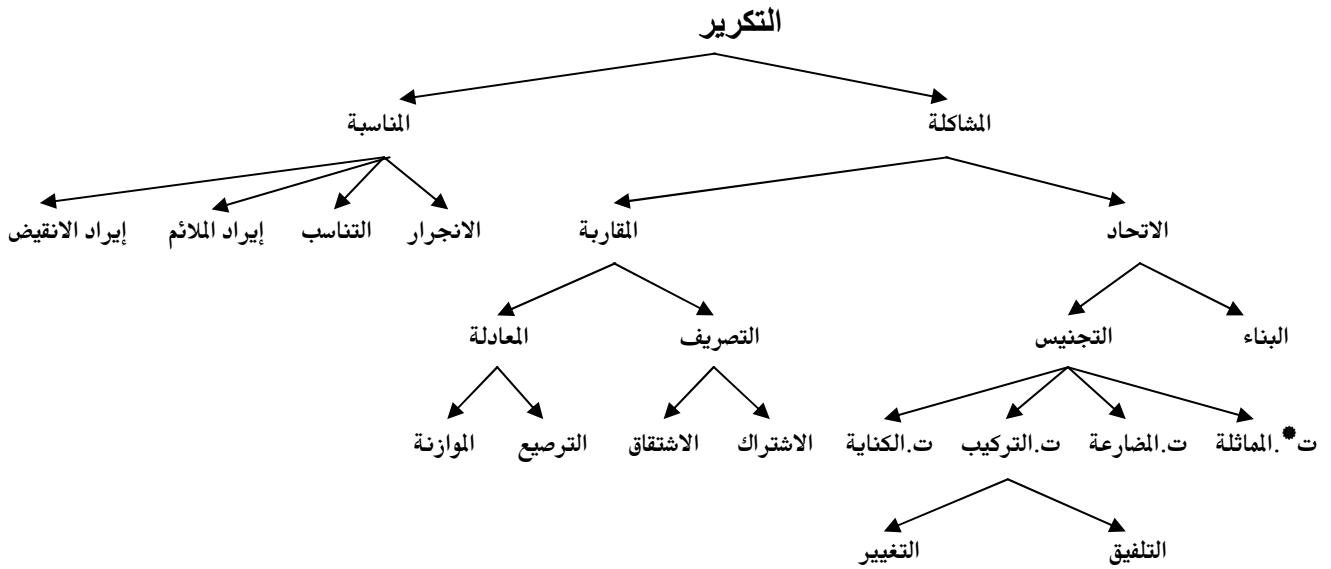 التكرير
المشاكلة المناسبة
الاتحاد المقاربة الانجرار التناسب إيراد الملائم إيراد الانقيض
البناء التجنيس التصريف المعادلة
ت•.المماثلة ت.المضارعة ت.التركيب ت.الكناية الاشتراك الاشتقاق الترصيع الموازنة
التلفيق التغيير